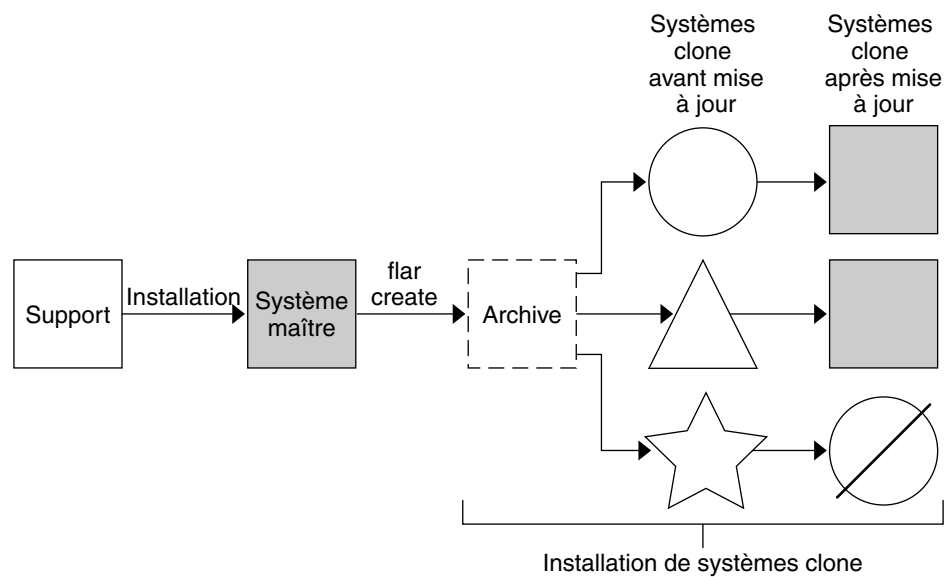 Systèmes
clone
avant mise
à jour
Systèmes
clone
après mise
à jour
Support
Installation
Système
maître
flar
create
Archive
Installation de systèmes clone